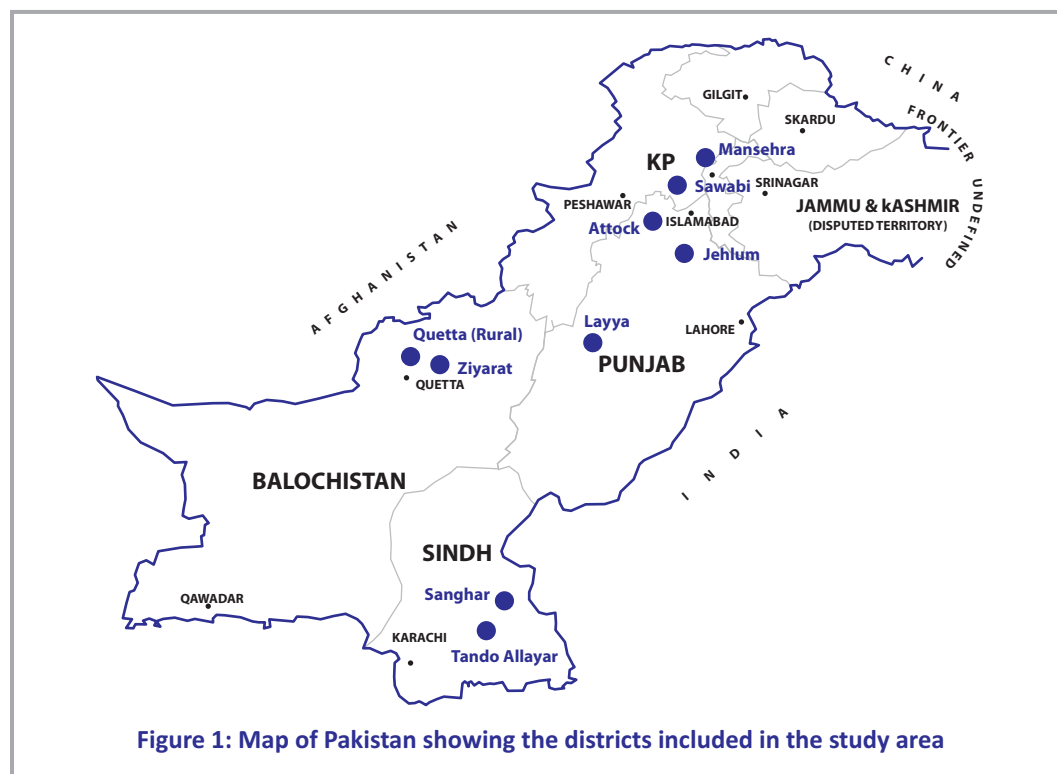 CHINA
FRONTIER UNDEFINED
GILGIT
SKARDU
Mansehra
KP
Sawabi
SRINAGAR
PESHAWAR
JAMMU & kASHMIR
(DISPUTED TERRITORY)
Attock
ISLAMABAD
Jehlum
AFGHANISTAN
Layya
LAHORE
Quetta (Rural)
Ziyarat
PUNJAB
QUETTA
INDIA
BALOCHISTAN
SINDH
Sanghar
QAWADAR
KARACHI
Tando Allayar
Figure 1: Map of Pakistan showing the districts included in the study area